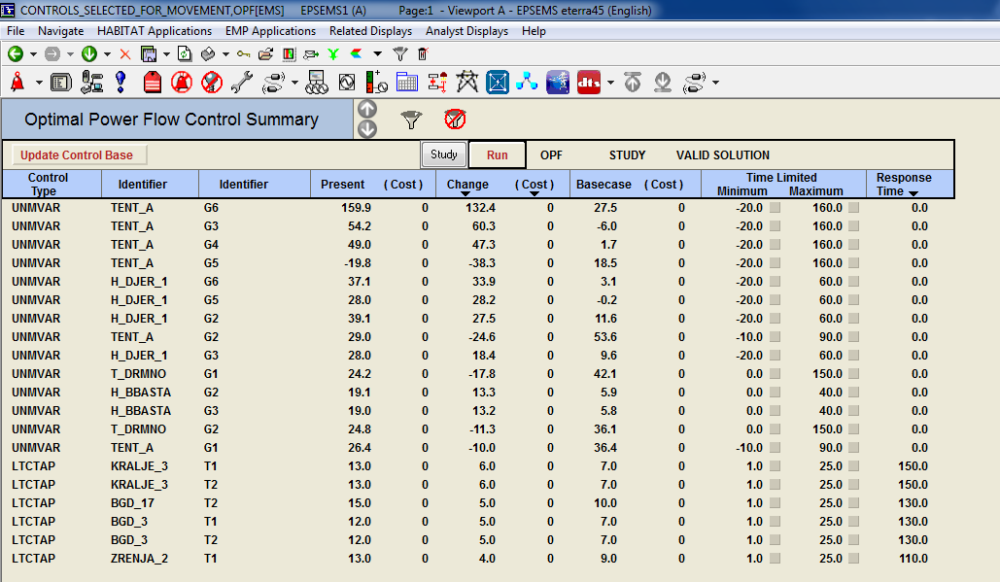 CONTROLS_SELECTED_FOR_MOVEMENT,OPF[EMS] EPSEMS1 (A) Page:1 - Viewport A - EPSEMS eterra45 (English)
File Navigate HABITAT Applications EMP Applications Related Displays Analyst Displays Help
dts
Optimal Power Flow Control Summary
Update Control Base Study Run OPF STUDY VALID SOLUTION
Control Time Limited Response
Type Identifier Identifier Present ( Cost ) Change ( Cost ) Basecase ( Cost ) Minimum Maximum Time
UNMVAR TENT_A G6 159.9 0 132.4 0 27.5 0 -20.0 160.0 0.0
UNMVAR TENT_A G3 54.2 0 60.3 0 -6.0 0 -20.0 160.0 0.0
UNMVAR TENT_A G4 49.0 0 47.3 0 1.7 0 -20.0 160.0 0.0
UNMVAR TENT_A G5 -19.8 0 -38.3 0 18.5 0 -20.0 160.0 0.0
UNMVAR H_DJER_1 G6 37.1 0 33.9 0 3.1 0 -20.0 60.0 0.0
UNMVAR H_DJER_1 G5 28.0 0 28.2 0 -0.2 0 -20.0 60.0 0.0
UNMVAR H_DJER_1 G2 39.1 0 27.5 0 11.6 0 -20.0 60.0 0.0
UNMVAR TENT_A G2 29.0 0 -24.6 0 53.6 0 -10.0 90.0 0.0
UNMVAR H_DJER_1 G3 28.0 0 18.4 0 9.6 0 -20.0 60.0 0.0
UNMVAR T_DRMNO G1 24.2 0 -17.8 0 42.1 0 0.0 150.0 0.0
UNMVAR H_BBASTA G2 19.1 0 13.3 0 5.9 0 0.0 40.0 0.0
UNMVAR H_BBASTA G3 19.0 0 13.2 0 5.8 0 0.0 40.0 0.0
UNMVAR T_DRMNO G2 24.8 0 -11.3 0 36.1 0 0.0 150.0 0.0
UNMVAR TENT_A G1 26.4 0 -10.0 0 36.4 0 -10.0 90.0 0.0
LTCTAP KRALJE_3 T1 13.0 0 6.0 0 7.0 0 1.0 25.0 150.0
LTCTAP KRALJE_3 T2 13.0 0 6.0 0 7.0 0 1.0 25.0 150.0
LTCTAP BGD_17 T2 15.0 0 5.0 0 10.0 0 1.0 25.0 130.0
LTCTAP BGD_3 T1 12.0 0 5.0 0 7.0 0 1.0 25.0 130.0
LTCTAP BGD_3 T2 12.0 0 5.0 0 7.0 0 1.0 25.0 130.0
LTCTAP ZRENJA_2 T1 13.0 0 4.0 0 9.0 0 1.0 25.0 110.0